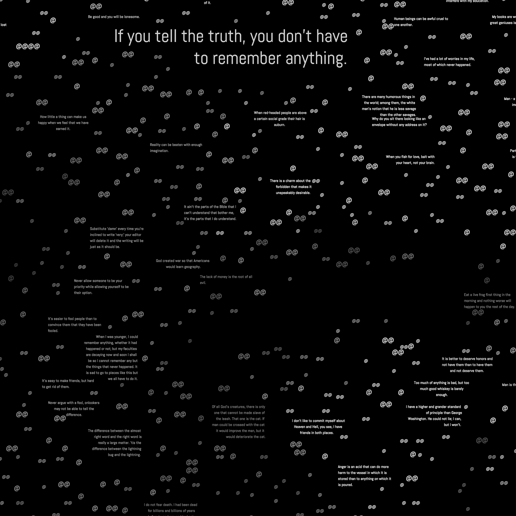 of it.
education.
Be good and you will be lonesome.
Human beings can be awful cruel to
one another.
My books are
great geniuses
If you tell the truth, you don't have
to remember anything.
I've had a lot of worries in my life,
most of which never happened.
There are many humorous things in
the world; among them, the white
man's notion that he is less savage
than the other savages.
Why do you sit there looking like an
envelope without any address on it?
When red-headed people are above
a certain social grade their hair is
auburn.
How little a thing can make us
happy when we feel that we have
earned it.
Reality can be beaten with enough
imagination.
When you fish for love, bait with
your heart, not your brain.
There is a charm about the
forbidden that makes it
unspeakably desirable.
It ain't the parts of the Bible that I
can't understand that bother me,
it's the parts that I do understand.
Substitute 'damn' every time you're
inclined to write 'very;' your editor
will delete it and the writing will be
just as it should be.
God created war so that Americans
would learn geography.
The lack of money is the root of all
evil.
Never allow someone to be your
priority while allowing yourself to be
their option.
Eat a live frog first thing in the
morning and nothing worse will
happen to you the rest of the day.
It's easier to fool people than to
convince them that they have been
fooled.
When I was younger, I could
remember anything, whether it had
happened or not; but my faculties
are decaying now and soon I shall
be so I cannot remember any but
the things that never happened. It
is sad to go to pieces like this but
we all have to do it.
It is better to deserve honors and
not have them than to have them
and not deserve them.
It's easy to make friends, but hard
to get rid of them.
Too much of anything is bad, but too
much good whiskey is barely
enough.
Never argue with a fool, onlookers
may not be able to tell the
difference.
Of all God's creatures, there is only
one that cannot be made slave of
the leash. That one is the cat. If
man could be crossed with the cat
it would improve the man, but it
would deteriorate the cat.
I have a higher and grander standard
of principle than George
Washington. He could not lie; I can,
but I won't.
I don't like to commit myself about
Heaven and Hell, you see, I have
friends in both places.
The difference between the almost
right word and the right word is
really a large matter. 'Tis the
difference between the lightning
bug and the lightning.
Anger is an acid that can do more
harm to the vessel in which it is
stored than to anything on which it
is poured.
I do not fear death. I had been dead
for billions and billions of years